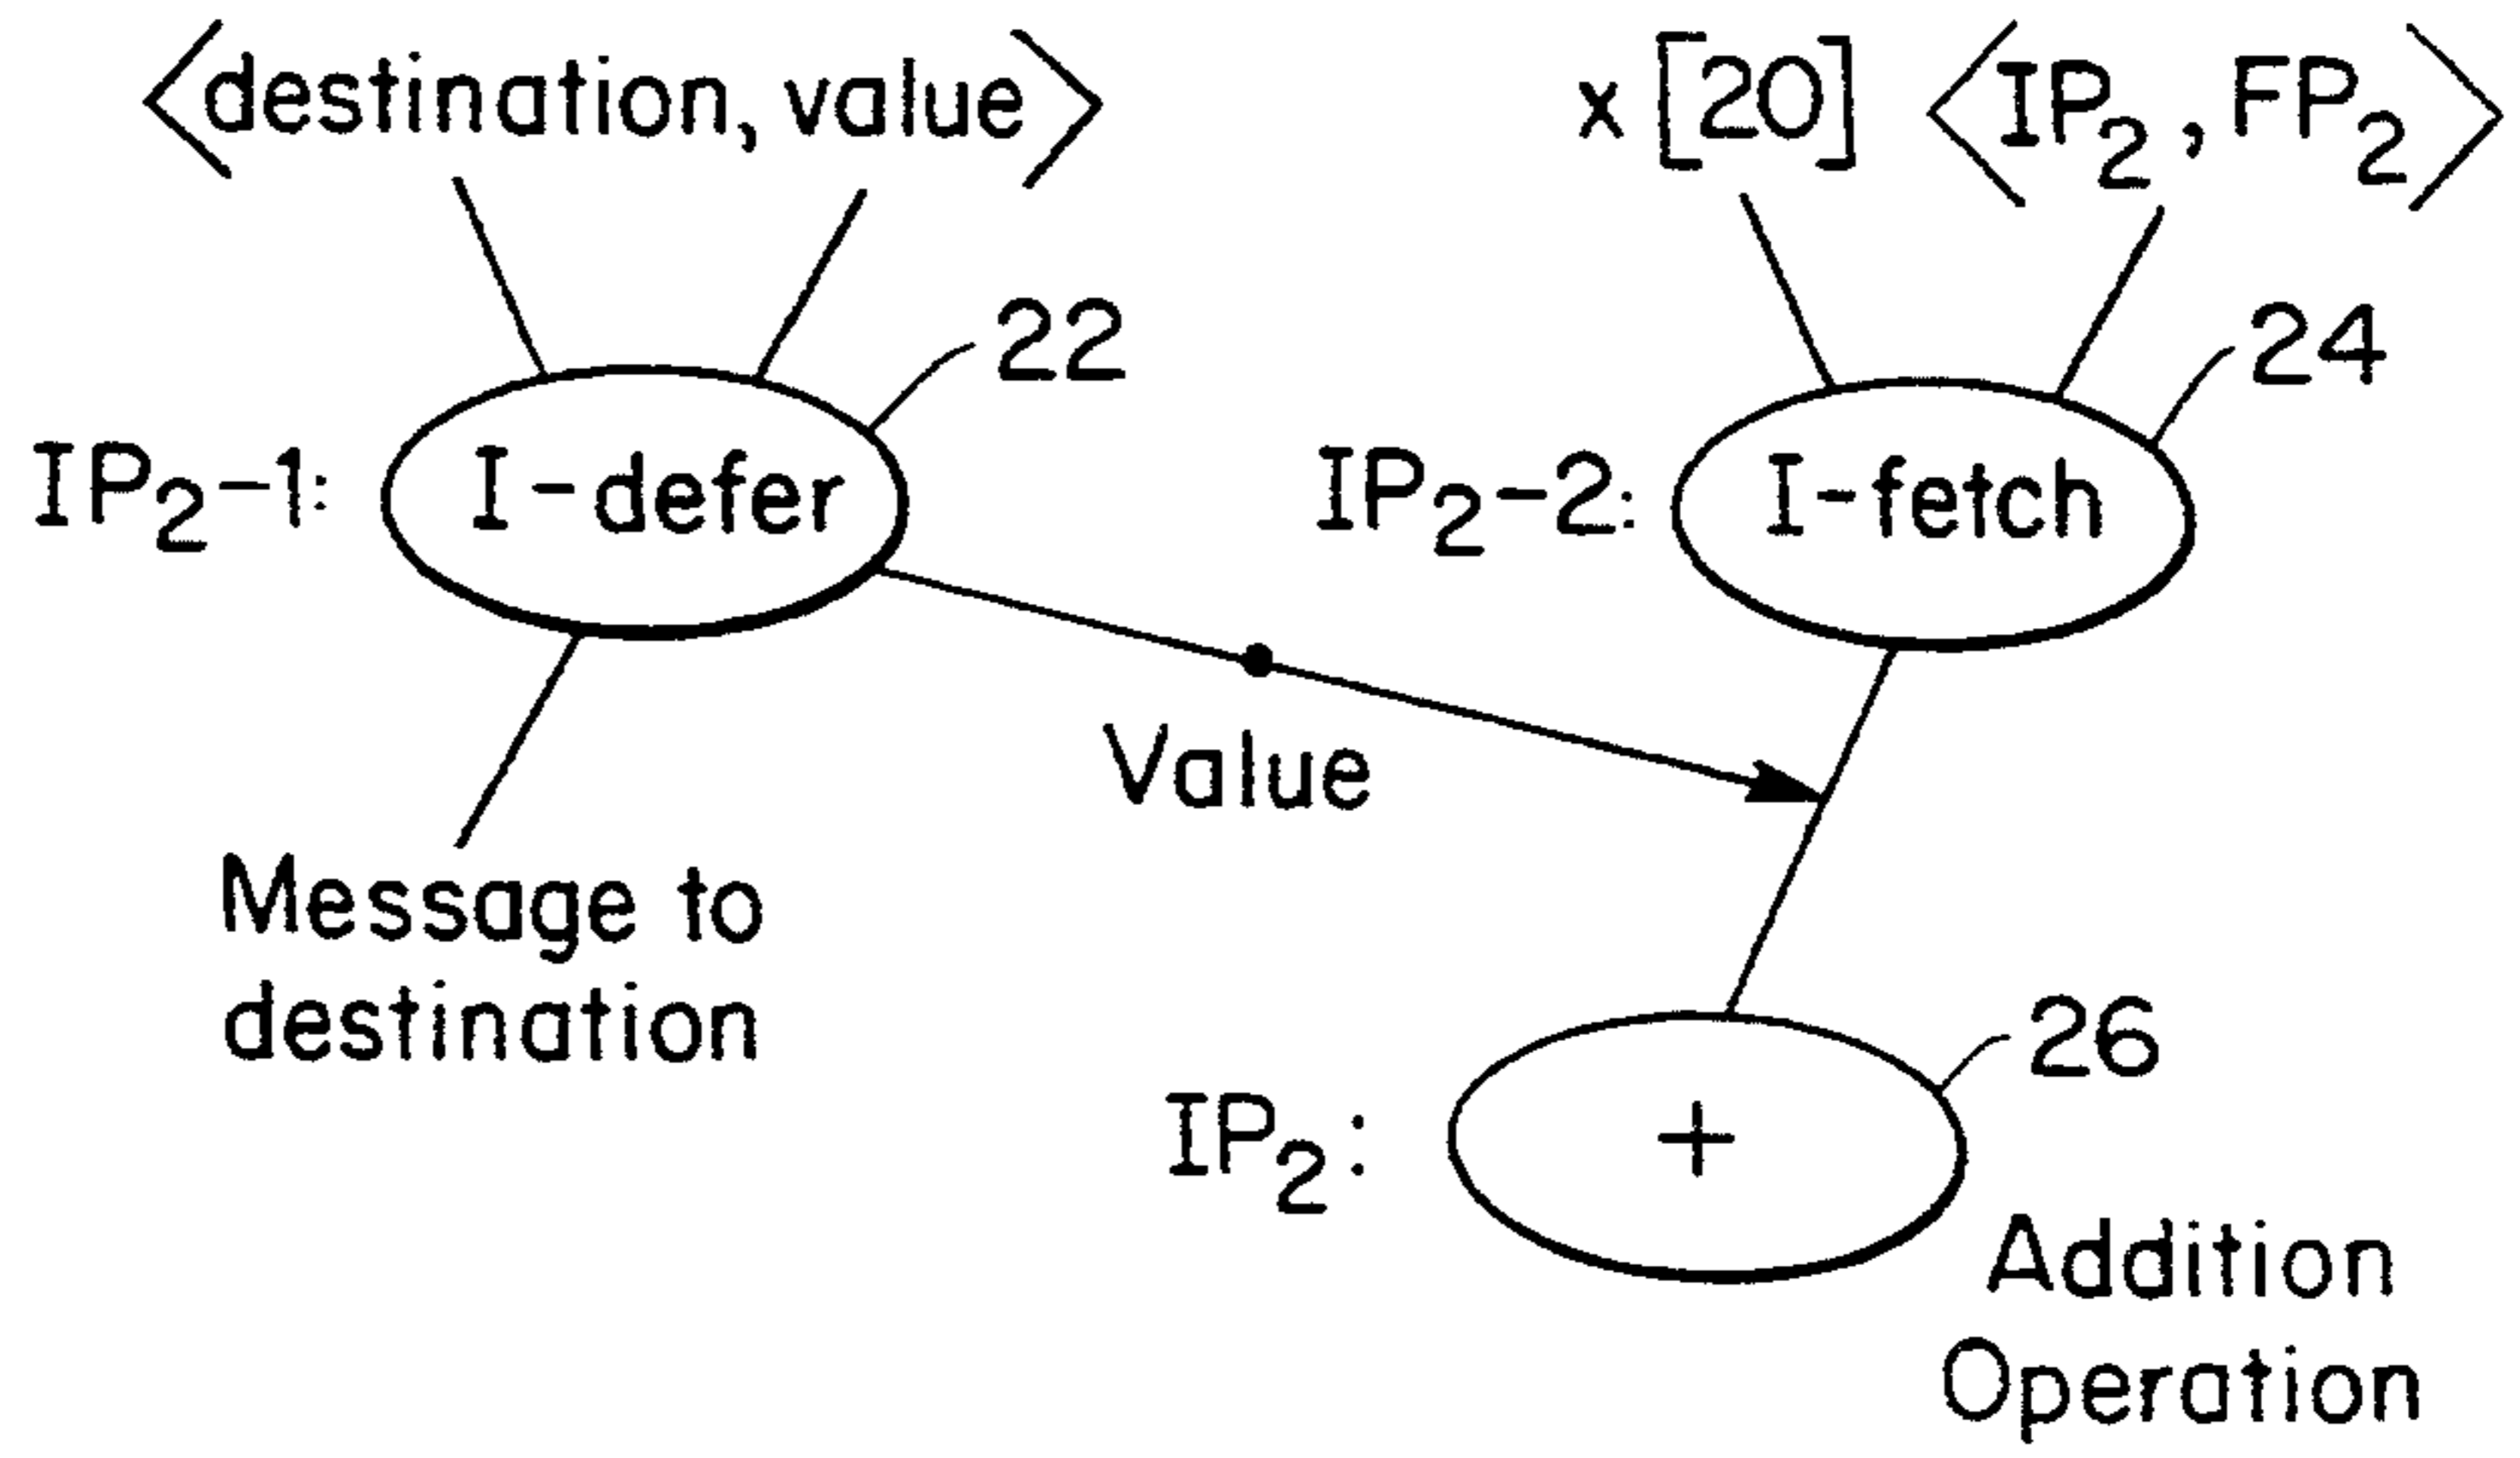 <destination, value>
x [20] <IP₂, FP₂>
22
24
IP₂-1: I-defer
IP₂-2: I-fetch
Value
Message to
destination
26
IP₂: +
Addition
Operation